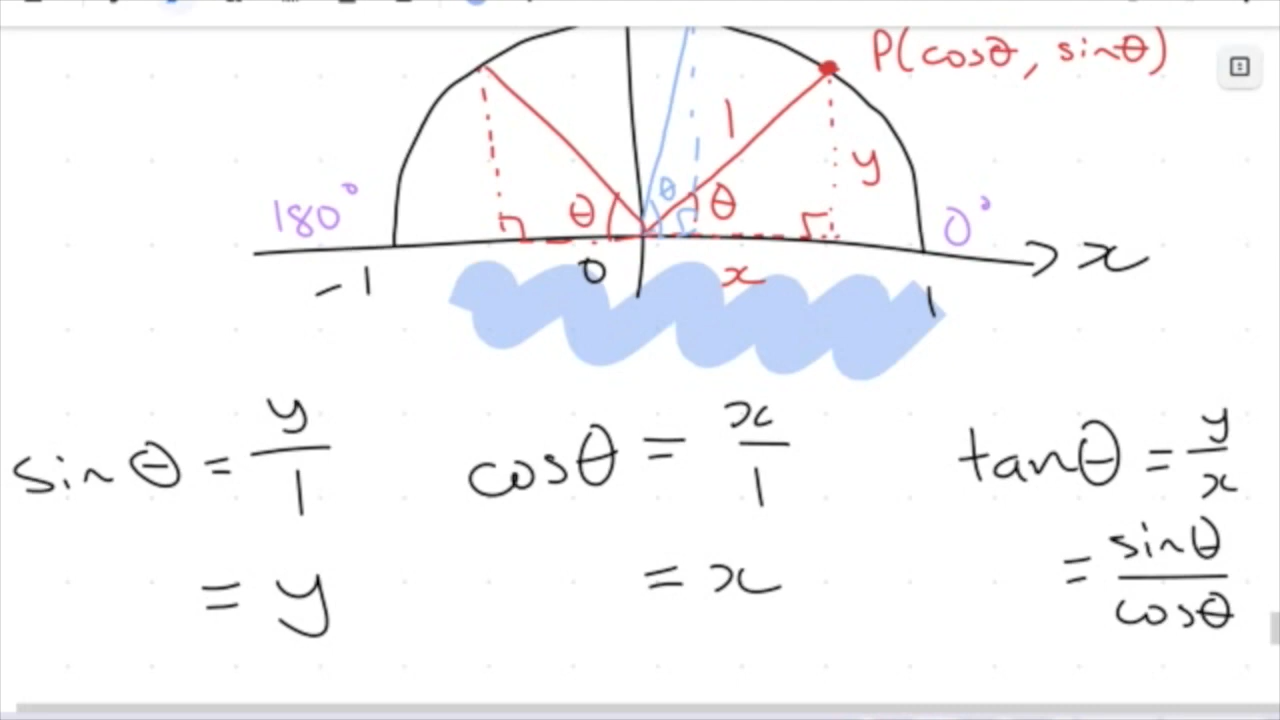 P(cosθ, sinθ)
1
y
180°
θ
θ
θ
0°
x
-1
0
x
1
sinθ = y/1
cosθ = x/1
tanθ = y/x
= y
= x
= sinθ/cosθ